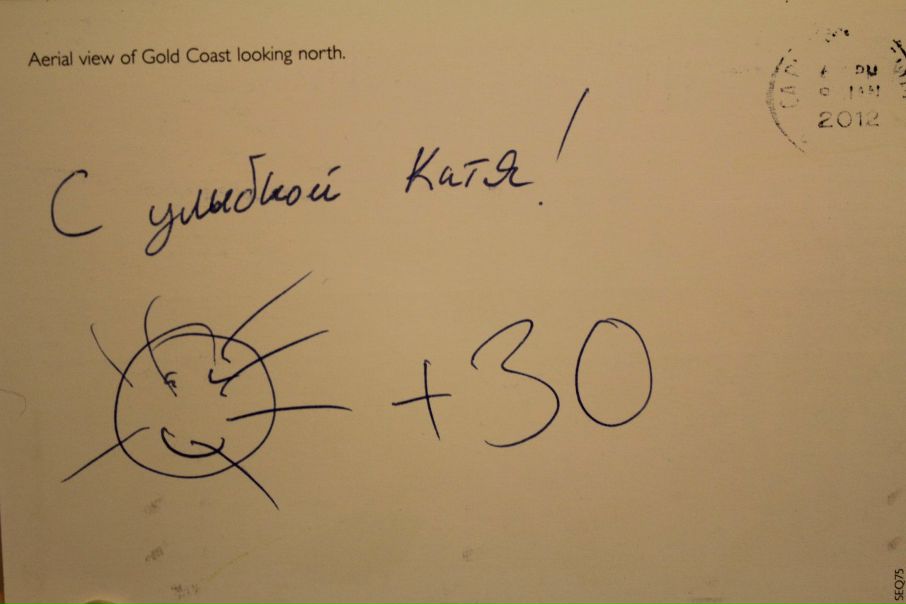 Aerial view of Gold Coast looking north.
2012
С улыбкой Катя!
+30
SEQ75